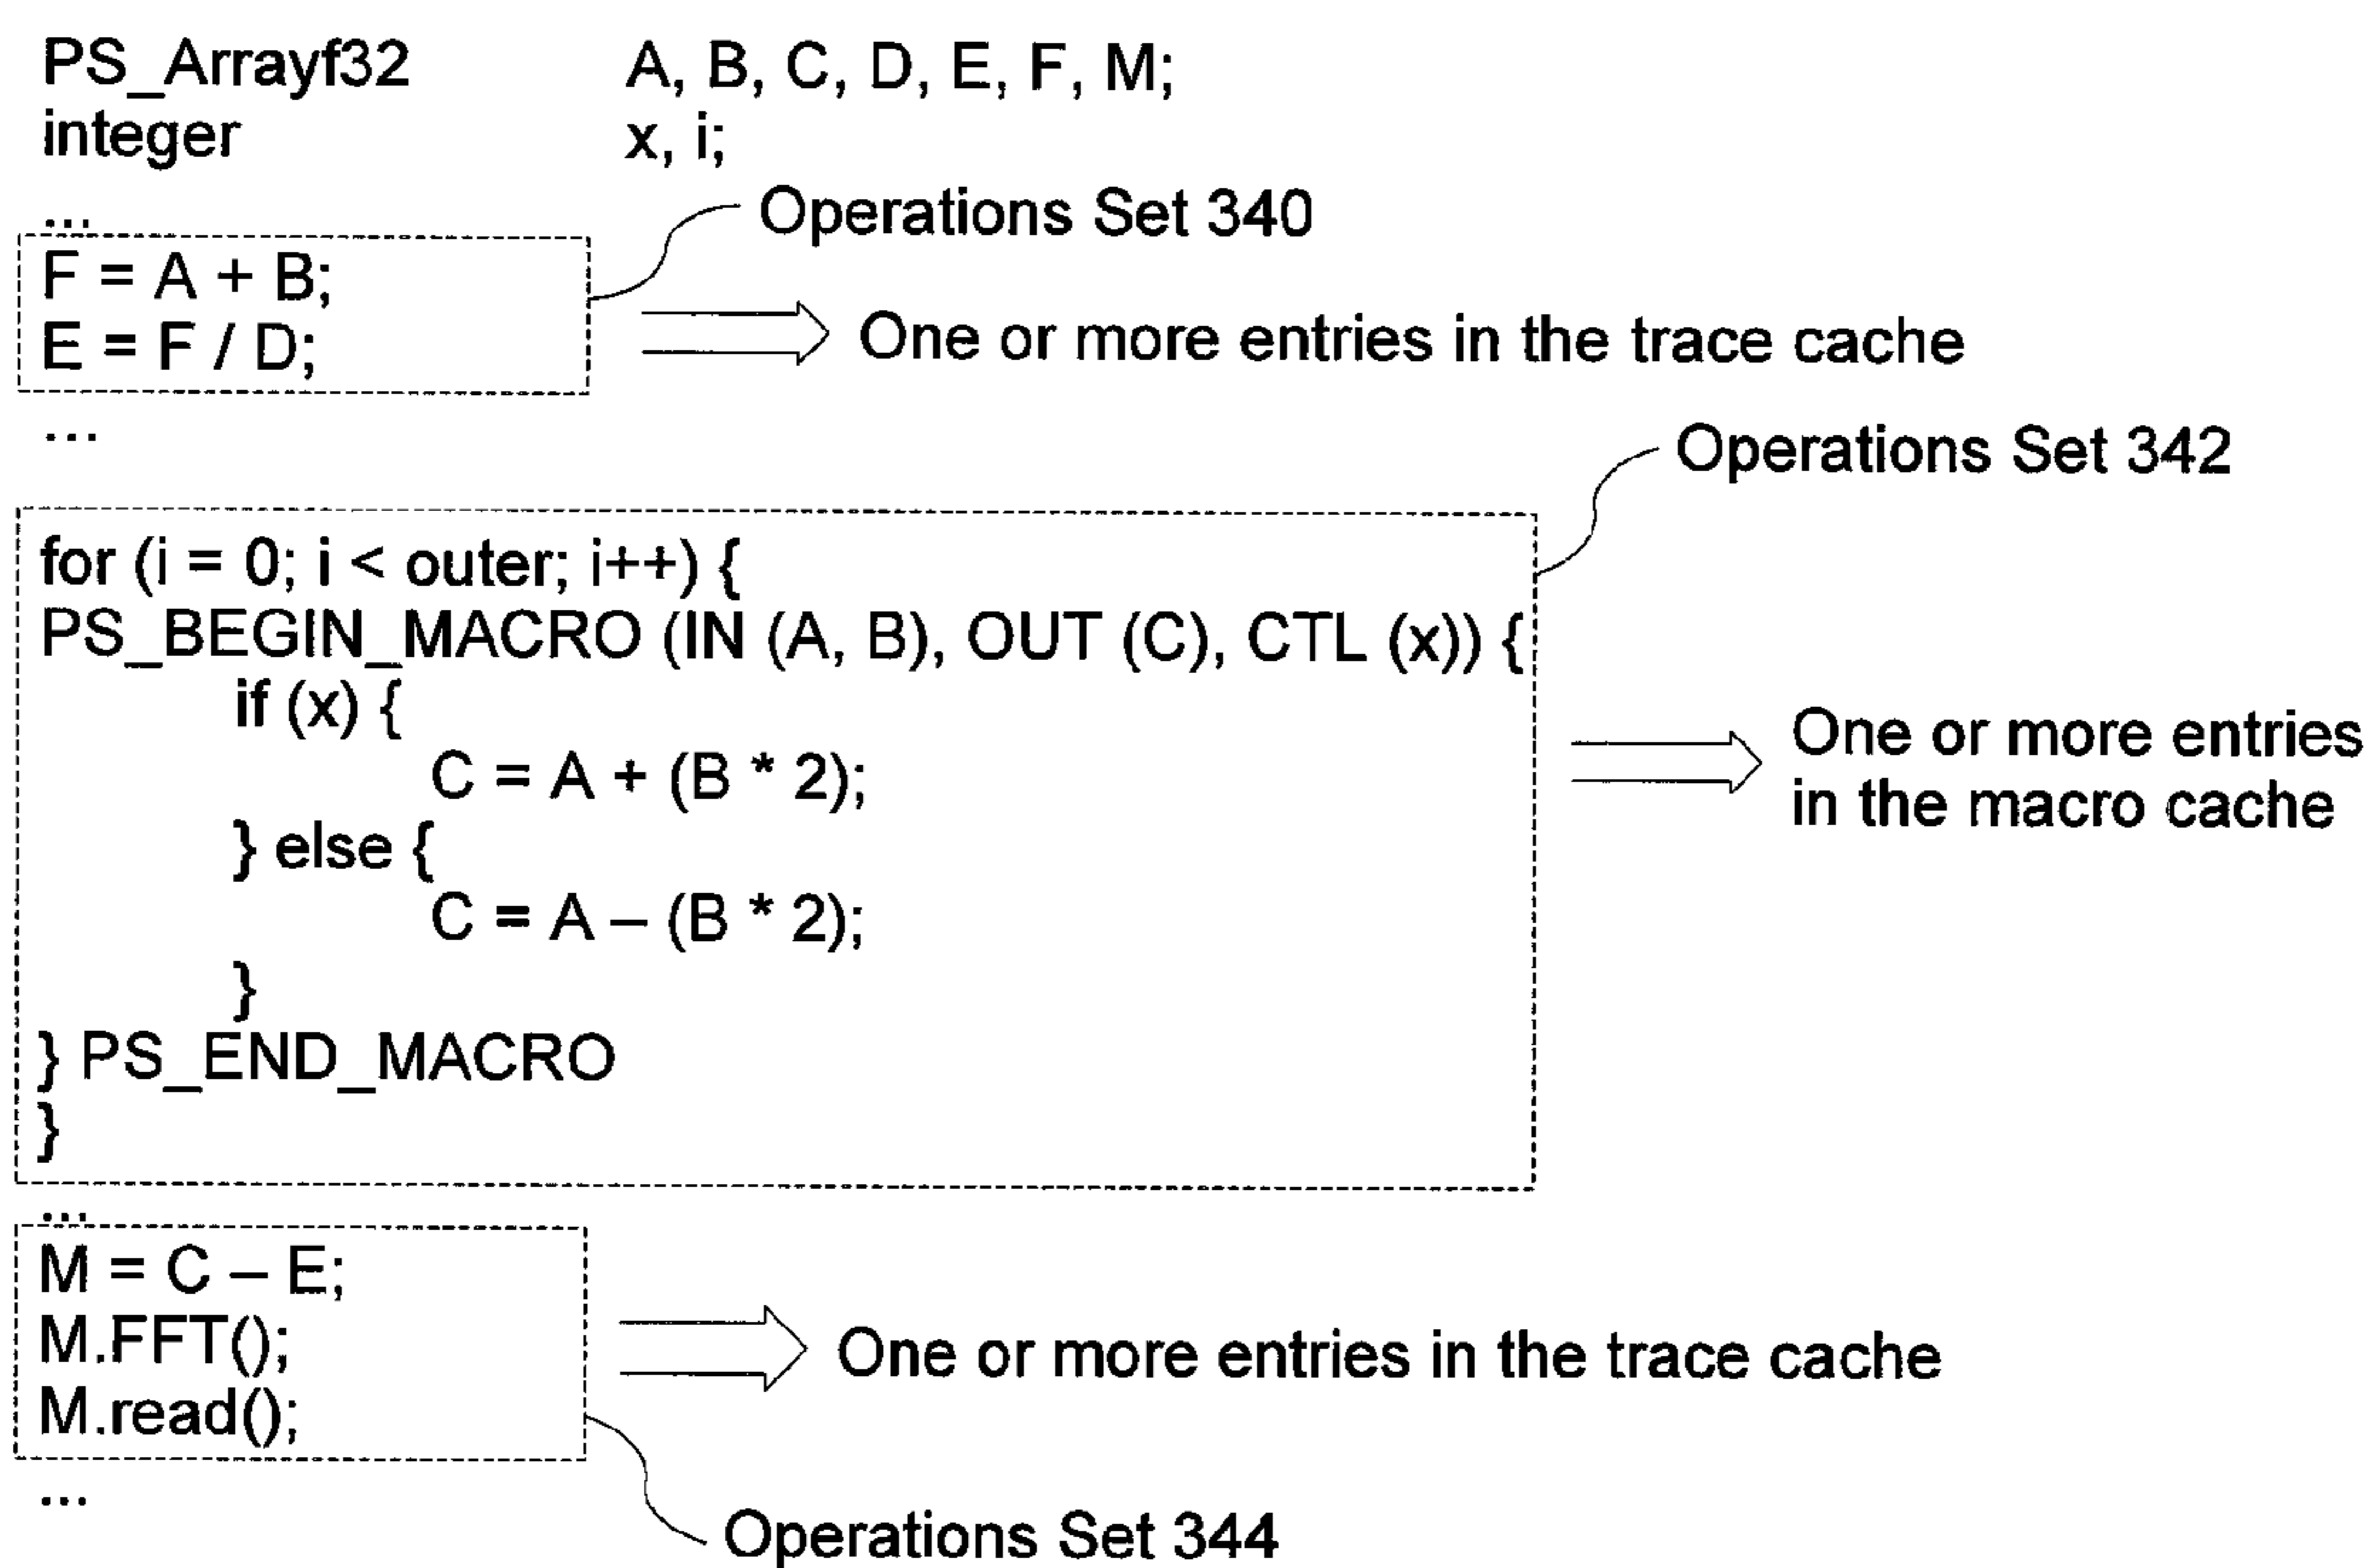 PS_Arrayf32 A, B, C, D, E, F, M;
integer x, i;
...
Operations Set 340
F = A + B;
E = F / D;
One or more entries in the trace cache
...
Operations Set 342
for (i = 0; i < outer; i++) {
PS_BEGIN_MACRO (IN (A, B), OUT (C), CTL (x)) {
if (x) {
C = A + (B * 2);
} else {
C = A – (B * 2);
}
} PS_END_MACRO
}
One or more entries
in the macro cache
...
M = C – E;
M.FFT();
M.read();
One or more entries in the trace cache
...
Operations Set 344